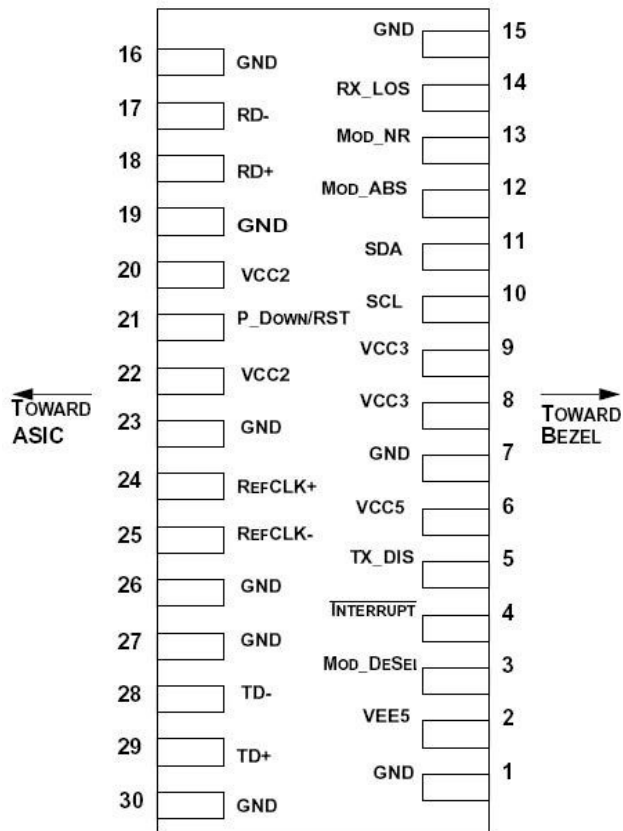 GND 15
16 GND
RX_LOS 14
17 RD-
MOD_NR 13
18 RD+
MOD_ABS 12
19 GND
SDA 11
20 VCC2
SCL 10
21 P_DOWN/RST
VCC3 9
22 VCC2
VCC3 8
TOWARD ASIC
TOWARD BEZEL
23 GND
GND 7
24 REFCLK+
VCC5 6
25 REFCLK-
TX_DIS 5
26 GND
INTERRUPT 4
27 GND
MOD_DESEL 3
28 TD-
VEE5 2
29 TD+
GND 1
30 GND